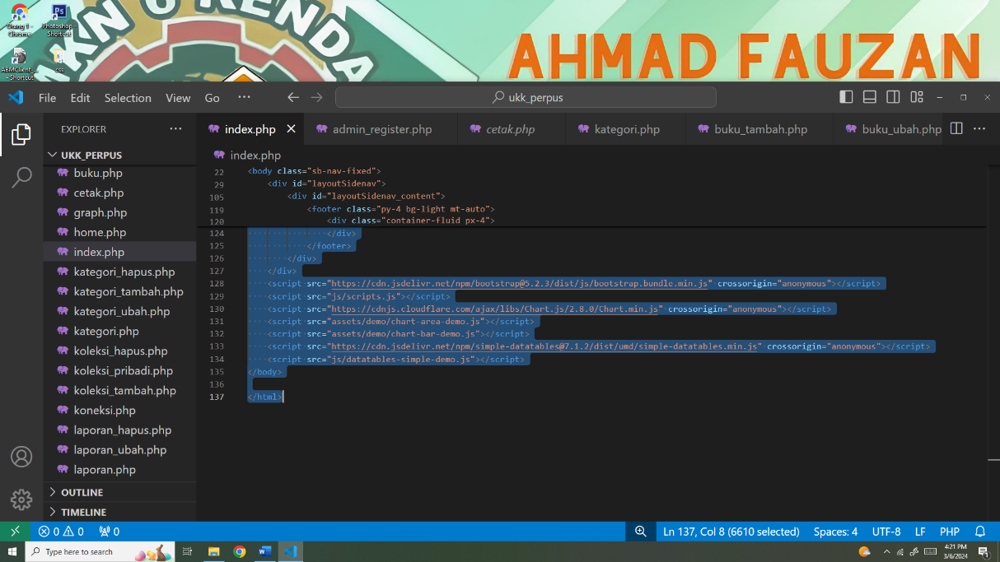 KN 6 KENDA
AHMAD FAUZAN
Chrome
Photoshop -
Shortcut
ABMClient_...
- Shortcut
css
File Edit Selection View Go ···
ukk_perpus
EXPLORER ···
UKK_PERPUS
buku.php
cetak.php
graph.php
home.php
index.php
kategori_hapus.php
kategori_tambah.php
kategori_ubah.php
kategori.php
koleksi_hapus.php
koleksi_pribadi.php
koleksi_tambah.php
koneksi.php
laporan_hapus.php
laporan_ubah.php
laporan.php
OUTLINE
TIMELINE
index.php admin_register.php cetak.php kategori.php buku_tambah.php buku_ubah.php ···
index.php
22 <body class="sb-nav-fixed">
29 <div id="layoutSidenav">
105 <div id="layoutSidenav_content">
119 <footer class="py-4 bg-light mt-auto">
120 <div class="container-fluid px-4">
124 </div>
125 </footer>
126 </div>
127 </div>
128 <script src="https://cdn.jsdelivr.net/npm/bootstrap@5.2.3/dist/js/bootstrap.bundle.min.js" crossorigin="anonymous"></script>
129 <script src="js/scripts.js"></script>
130 <script src="https://cdnjs.cloudflare.com/ajax/libs/Chart.js/2.8.0/Chart.min.js" crossorigin="anonymous"></script>
131 <script src="assets/demo/chart-area-demo.js"></script>
132 <script src="assets/demo/chart-bar-demo.js"></script>
133 <script src="https://cdn.jsdelivr.net/npm/simple-datatables@7.1.2/dist/umd/simple-datatables.min.js" crossorigin="anonymous"></script>
134 <script src="js/datatables-simple-demo.js"></script>
135 </body>
136
137 </html>
0 0 0
Ln 137, Col 8 (6610 selected) Spaces: 4 UTF-8 LF PHP
Type here to search
4:21 PM
3/6/2024
1